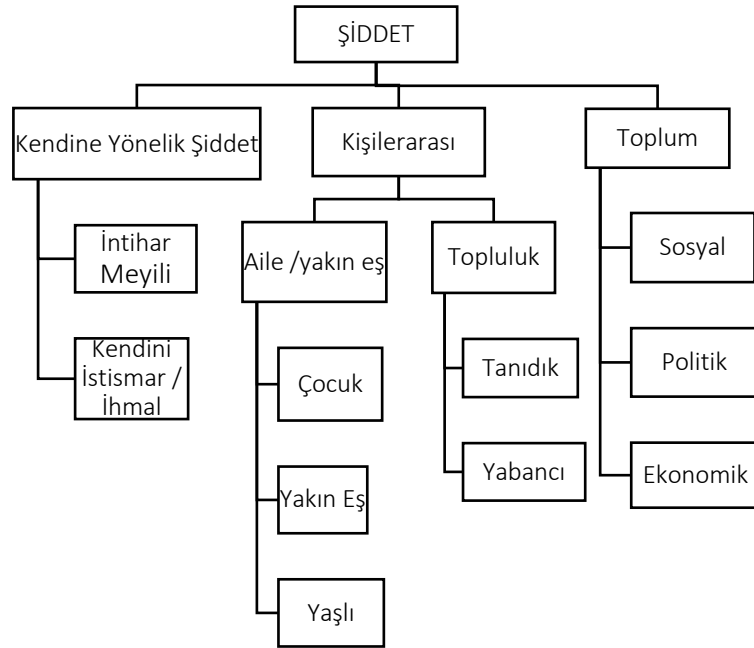 ŞİDDET
Kendine Yönelik Şiddet
Kişilerarası
Toplum
İntihar
Meyili
Kendini
İstismar /
İhmal
Aile /yakın eş
Topluluk
Çocuk
Yakın Eş
Yaşlı
Tanıdık
Yabancı
Sosyal
Politik
Ekonomik